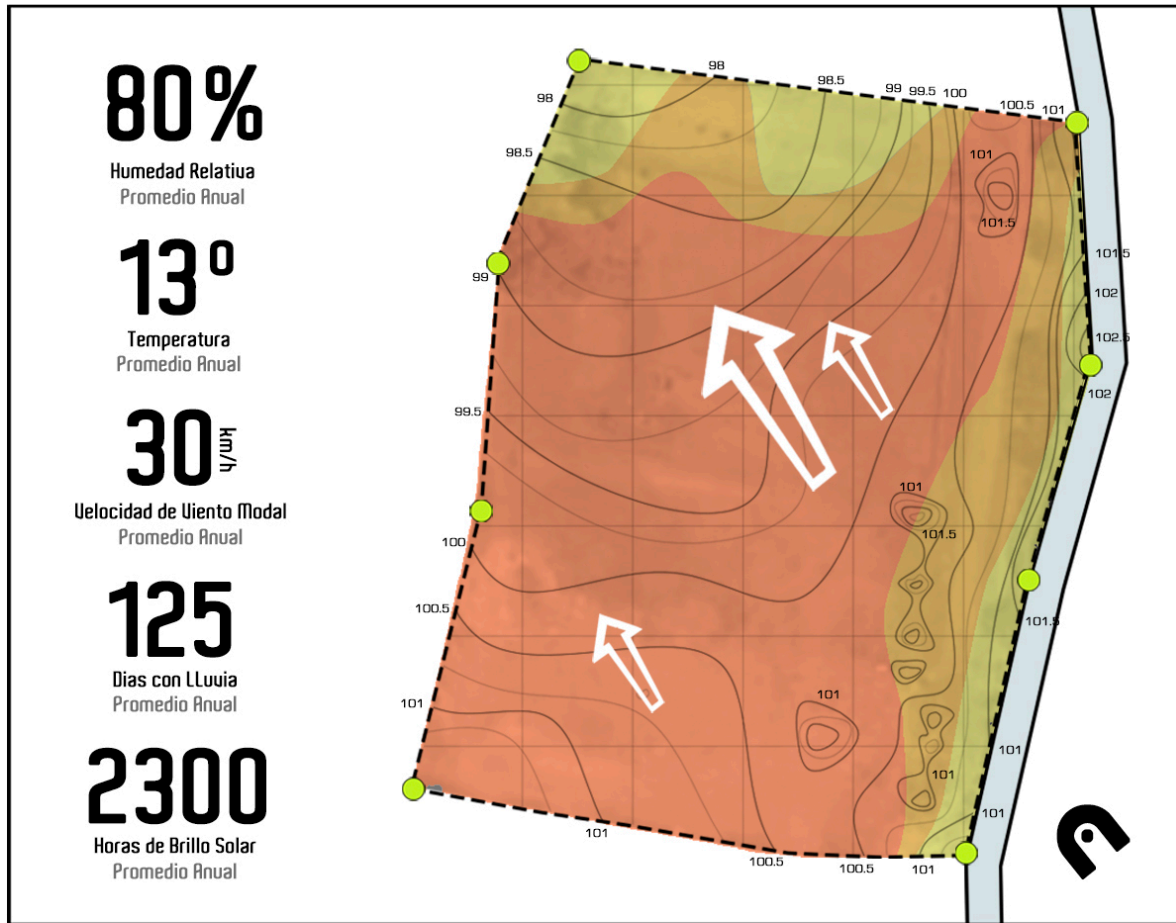 80%
Humedad Relativa
Promedio Anual
13º
Temperatura
Promedio Anual
30 km/h
Velocidad de Viento Modal
Promedio Anual
125
Dias con LLuvia
Promedio Anual
2300
Horas de Brillo Solar
Promedio Anual
98
98
98.5
99
99.5
100
100.5
101
98.5
101
101.5
101.5
99
102
102.5
102
99.5
101
101.5
100
100.5
101.5
101
101
101
101
101
101
100.5
100.5
101